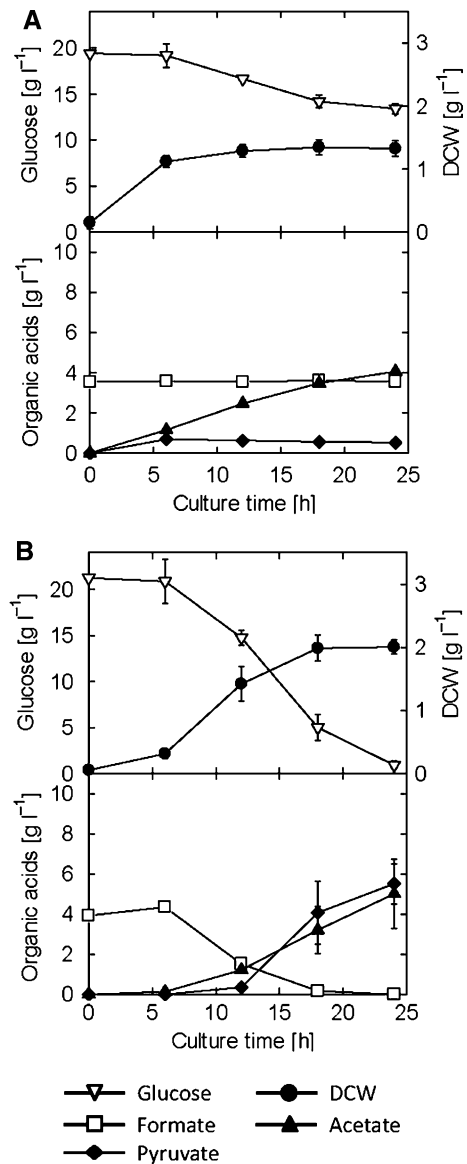 A
Glucose [g l⁻¹]
20
15
10
5
0
DCW [g l⁻¹]
3
2
1
0
Organic acids [g l⁻¹]
10
8
6
4
2
0
0 5 10 15 20 25
Culture time [h]
B
Glucose [g l⁻¹]
20
15
10
5
0
DCW [g l⁻¹]
3
2
1
0
Organic acids [g l⁻¹]
10
8
6
4
2
0
0 5 10 15 20 25
Culture time [h]
Glucose DCW
Formate Acetate
Pyruvate